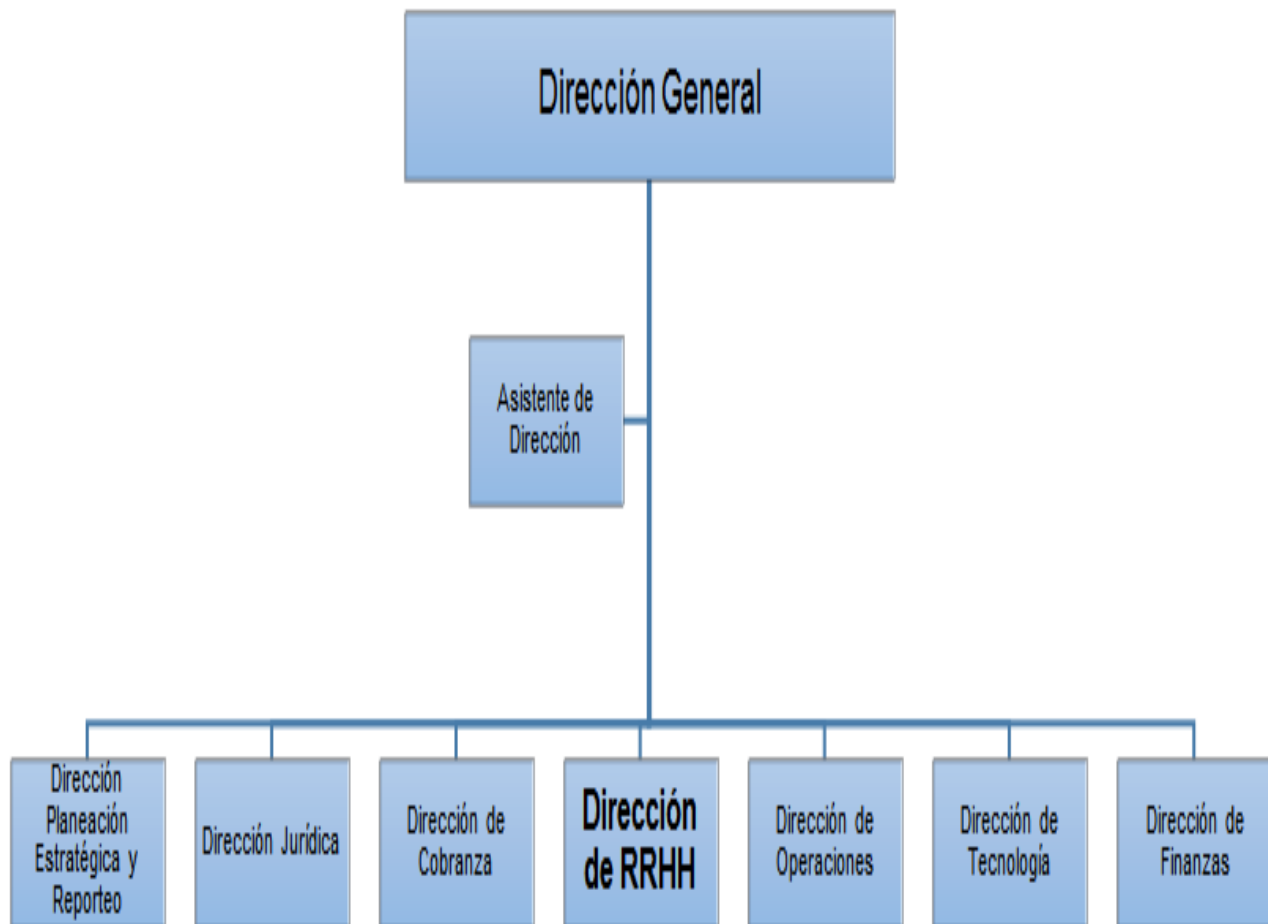 Dirección General
Asistente de
Dirección
Dirección
Planeación
Estratégica y
Reporteo
Dirección Jurídica
Dirección de
Cobranza
Dirección
de RRHH
Dirección de
Operaciones
Dirección de
Tecnología
Dirección de
Finanzas